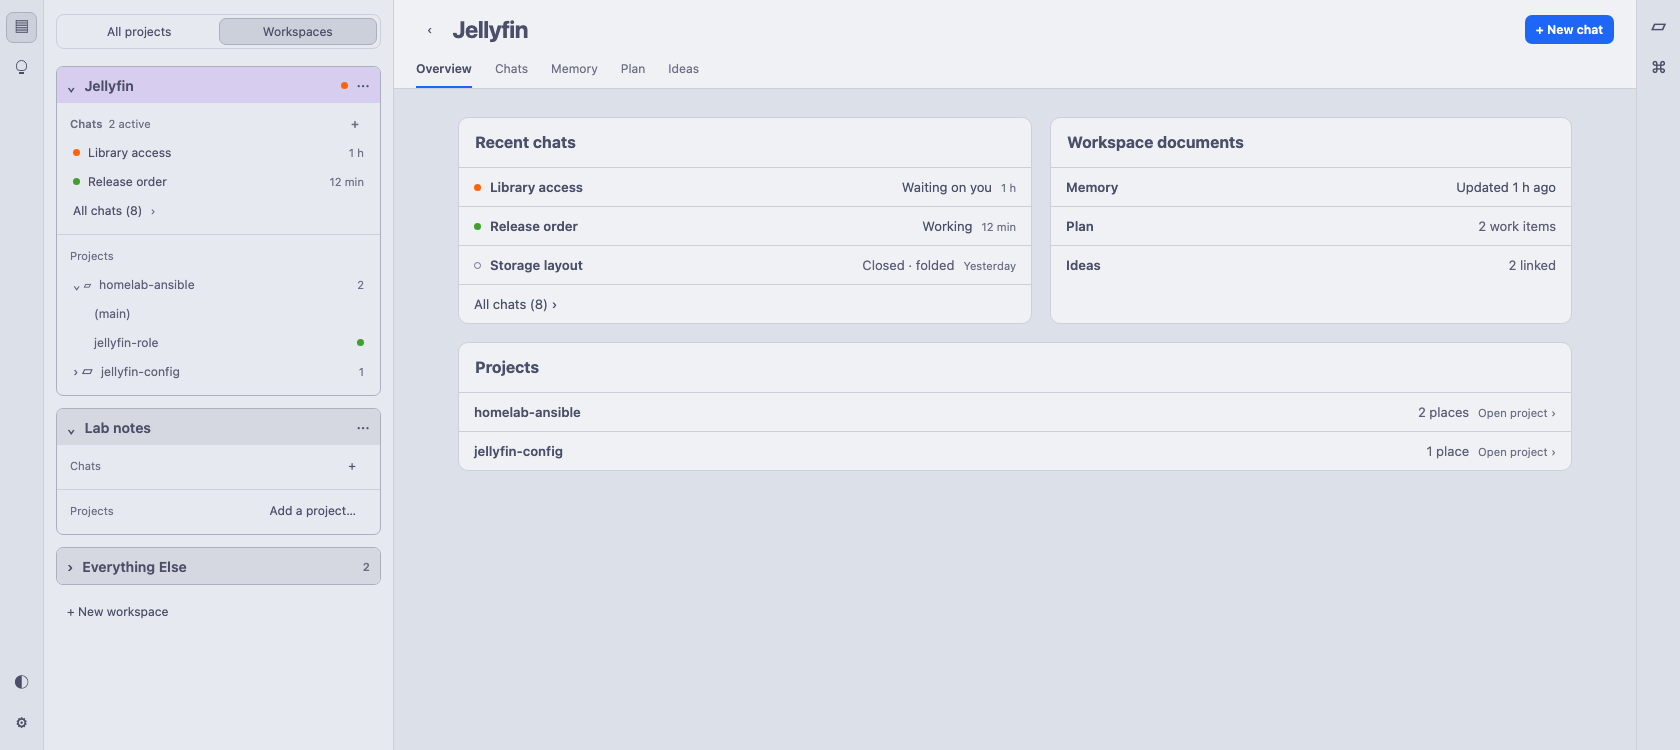 All projects
Workspaces
Jellyfin
Chats 2 active +
Library access 1 h
Release order 12 min
All chats (8) ›
Projects
homelab-ansible 2
(main)
jellyfin-role
jellyfin-config 1
Lab notes
Chats +
Projects Add a project...
Everything Else 2
+ New workspace
Jellyfin
+ New chat
Overview Chats Memory Plan Ideas
Recent chats
Library access Waiting on you 1 h
Release order Working 12 min
Storage layout Closed · folded Yesterday
All chats (8) ›
Workspace documents
Memory Updated 1 h ago
Plan 2 work items
Ideas 2 linked
Projects
homelab-ansible 2 places Open project ›
jellyfin-config 1 place Open project ›